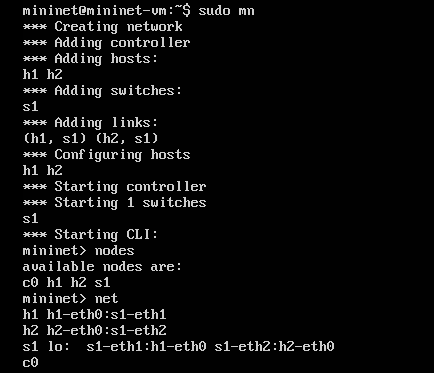 mininet@mininet-vm:~$ sudo mn
*** Creating network
*** Adding controller
*** Adding hosts:
h1 h2
*** Adding switches:
s1
*** Adding links:
(h1, s1) (h2, s1)
*** Configuring hosts
h1 h2
*** Starting controller
*** Starting 1 switches
s1
*** Starting CLI:
mininet> nodes
available nodes are:
c0 h1 h2 s1
mininet> net
h1 h1-eth0:s1-eth1
h2 h2-eth0:s1-eth2
s1 lo:  s1-eth1:h1-eth0 s1-eth2:h2-eth0
c0